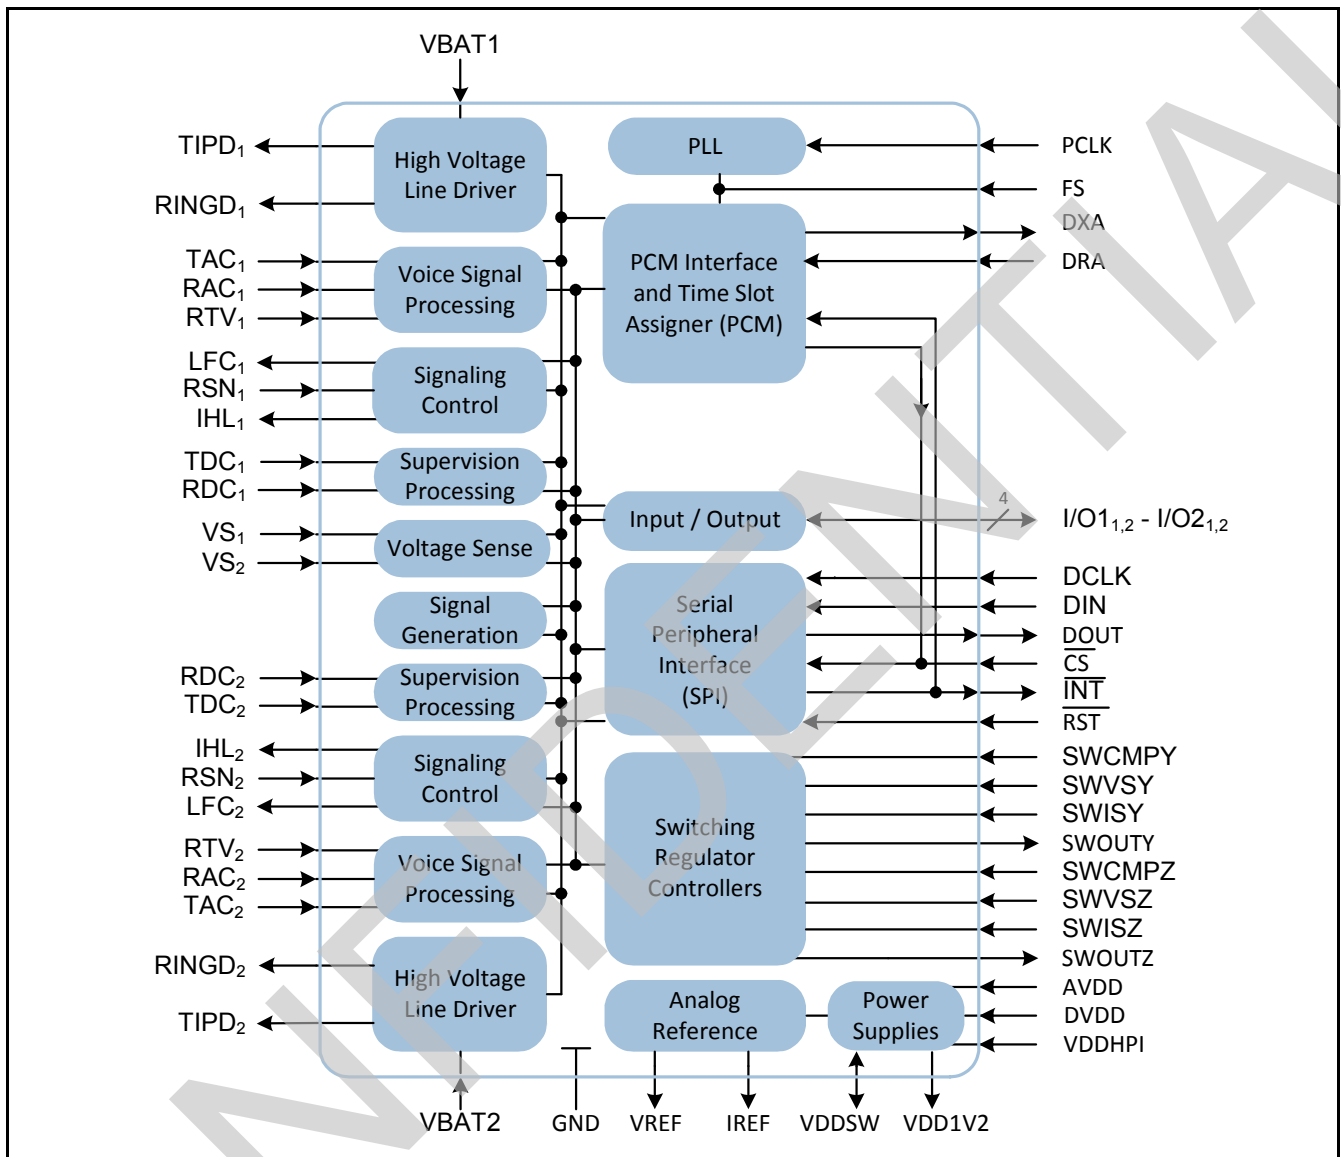 VBAT1
TIPD₁
RINGD₁
TAC₁
RAC₁
RTV₁
LFC₁
RSN₁
IHL₁
TDC₁
RDC₁
VS₁
VS₂
RDC₂
TDC₂
IHL₂
RSN₂
LFC₂
RTV₂
RAC₂
TAC₂
RINGD₂
TIPD₂
High Voltage
Line Driver
Voice Signal
Processing
Signaling
Control
Supervision
Processing
Voltage Sense
Signal
Generation
Supervision
Processing
Signaling
Control
Voice Signal
Processing
High Voltage
Line Driver
PLL
PCM Interface
and Time Slot
Assigner (PCM)
Input / Output
Serial
Peripheral
Interface
(SPI)
Switching
Regulator
Controllers
Analog
Reference
Power
Supplies
PCLK
FS
DXA
DRA
4
I/O1₁,₂ - I/O2₁,₂
DCLK
DIN
DOUT
C̅S̅
I̅N̅T̅
R̅S̅T̅
SWCMPY
SWVSY
SWISY
SWOUTY
SWCMPZ
SWVSZ
SWISZ
SWOUTZ
AVDD
DVDD
VDDHPI
VBAT2
GND
VREF
IREF
VDDSW
VDD1V2